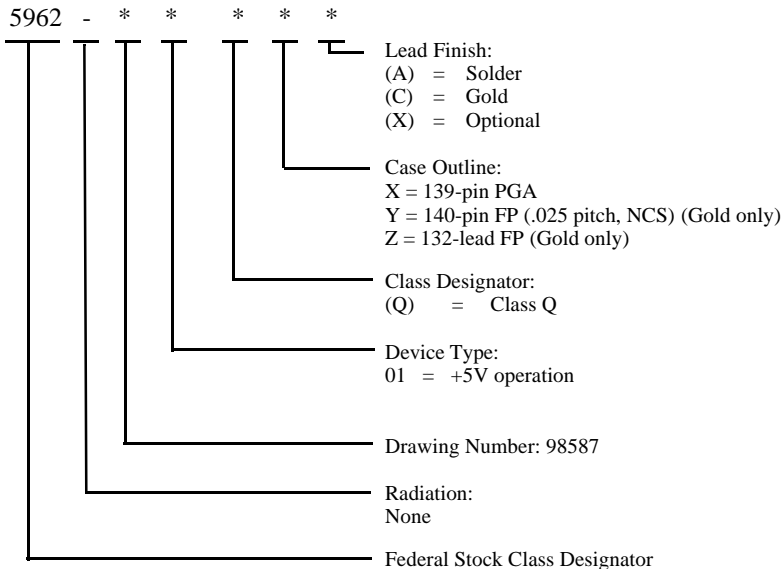 5962 - * * * * *
Lead Finish:
(A) = Solder
(C) = Gold
(X) = Optional
Case Outline:
X = 139-pin PGA
Y = 140-pin FP (.025 pitch, NCS) (Gold only)
Z = 132-lead FP (Gold only)
Class Designator:
(Q) = Class Q
Device Type:
01 = +5V operation
Drawing Number: 98587
Radiation:
None
Federal Stock Class Designator